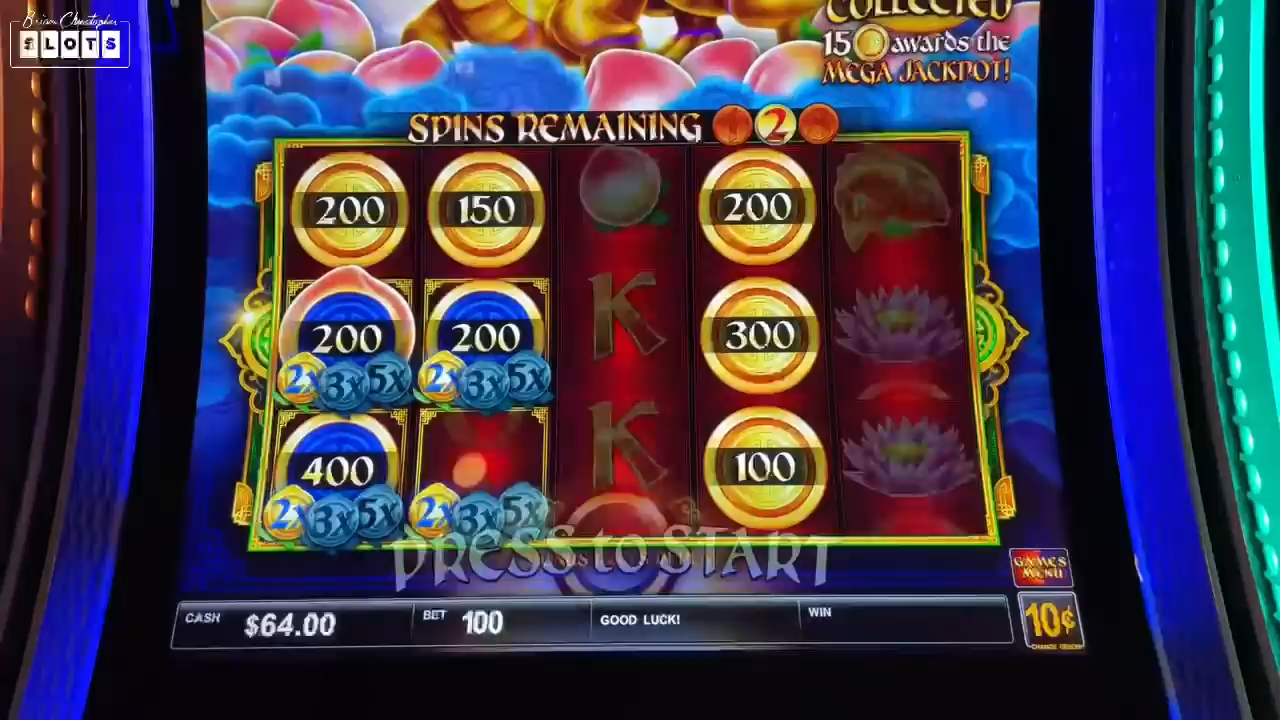 Brian Christopher
SLOTS
COLLECTED
15 awards the
MEGA JACKPOT!
SPINS REMAINING 1 2 3
200 150 200
200 200 300
2x 3x 5x 2x 3x 5x
K
K
400 100
2x 3x 5x 2x 3x 5x
PRESS to START
GAMES MENU
CASH $64.00 BET 100 GOOD LUCK! WIN
10¢